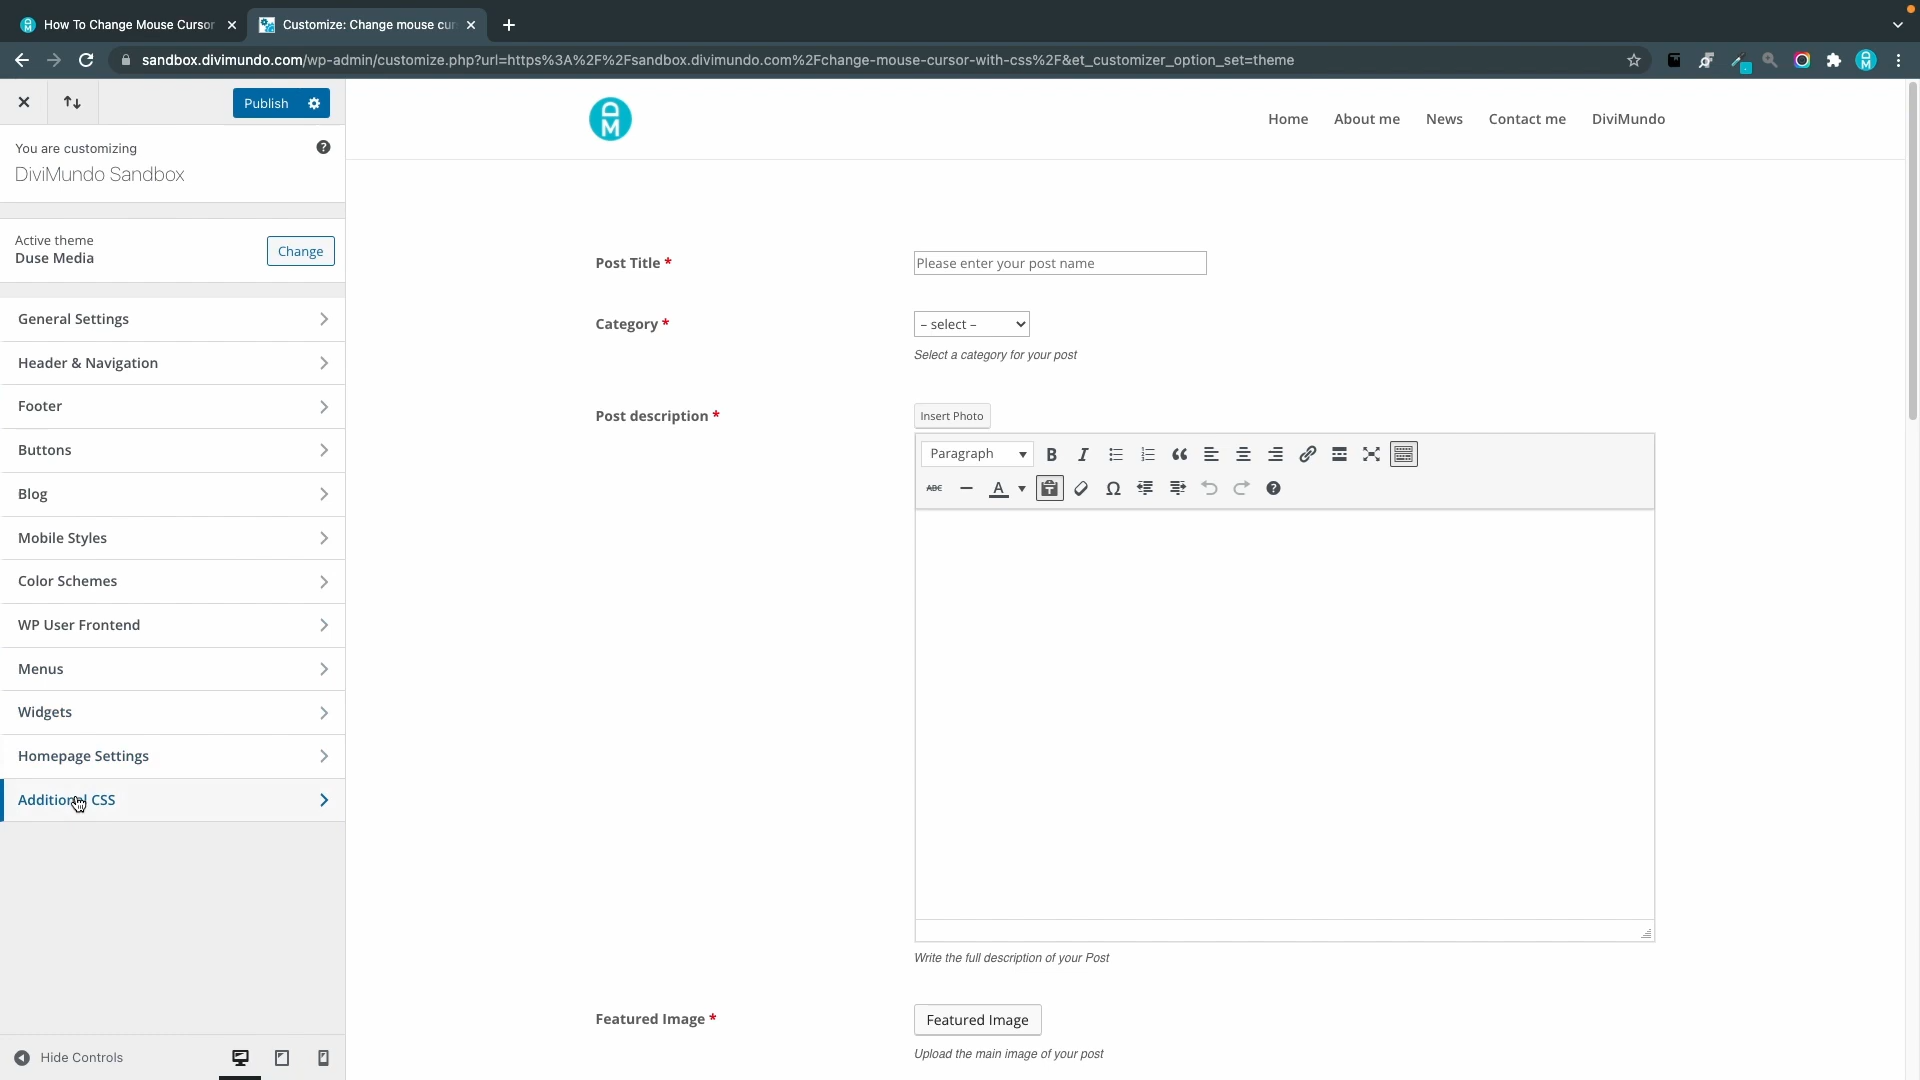 How To Change Mouse Cursor
Customize: Change mouse cur
sandbox.divimundo.com/wp-admin/customize.php?url=https%3A%2F%2Fsandbox.divimundo.com%2Fchange-mouse-cursor-with-css%2F&et_customizer_option_set=theme
Publish
You are customizing
DiviMundo Sandbox
Active theme
Duse Media
Change
General Settings
Header & Navigation
Footer
Buttons
Blog
Mobile Styles
Color Schemes
WP User Frontend
Menus
Widgets
Homepage Settings
Additional CSS
Hide Controls
DM
Home About me News Contact me DiviMundo
Post Title *
Please enter your post name
Category *
– select –
Select a category for your post
Post description *
Insert Photo
Paragraph
B I
ABC A T Ω
Write the full description of your Post
Featured Image *
Featured Image
Upload the main image of your post